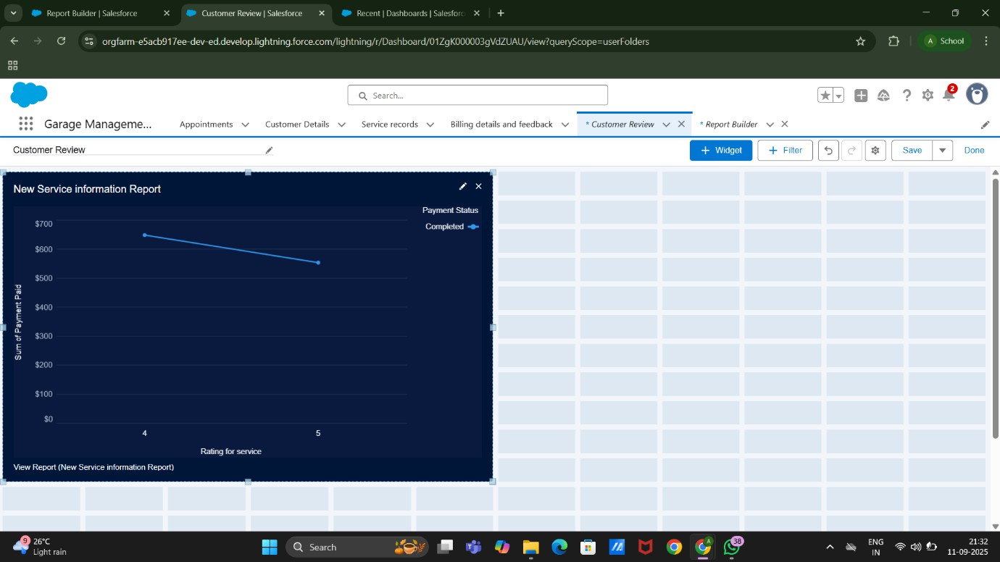 Report Builder | Salesforce
Customer Review | Salesforce
Recent | Dashboards | Salesforc
orgfarm-e5acb917ee-dev-ed.develop.lightning.force.com/lightning/r/Dashboard/01ZgK000003gVdZUAU/view?queryScope=userFolders
A School
Search...
2
Garage Manageme...
Appointments
Customer Details
Service records
Billing details and feedback
* Customer Review
* Report Builder
Customer Review
+ Widget
+ Filter
Save
Done
New Service information Report
Payment Status
Completed
$700
$600
$500
$400
$300
$200
$100
$0
Sum of Payment Paid
4
5
Rating for service
View Report (New Service information Report)
9
26°C
Light rain
Search
A
38
ENG
IN
21:32
11-09-2025